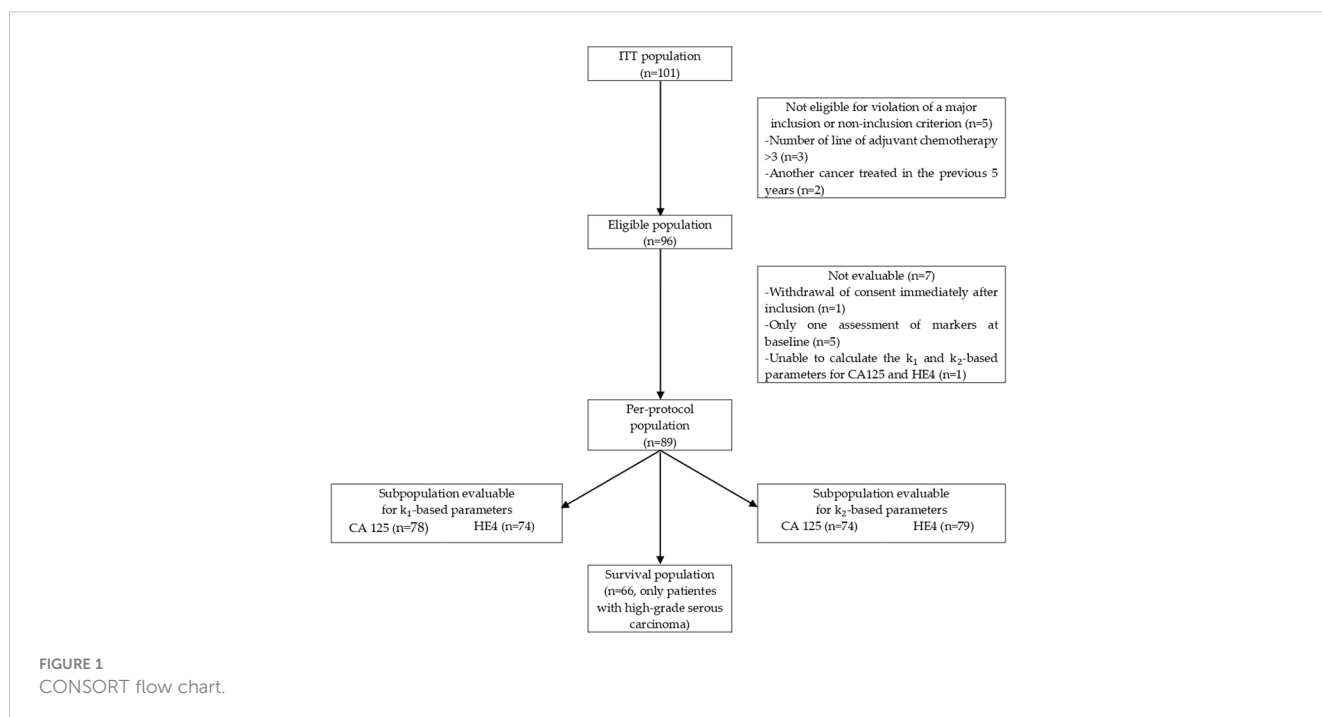 ITT population
(n=101)
Not eligible for violation of a major
inclusion or non-inclusion criterion (n=5)
-Number of line of adjuvant chemotherapy
>3 (n=3)
-Another cancer treated in the previous 5
years (n=2)
Eligible population
(n=96)
Not evaluable (n=7)
-Withdrawal of consent immediately after
inclusion (n=1)
-Only one assessment of markers at
baseline (n=5)
-Unable to calculate the k₁ and k₂-based
parameters for CA125 and HE4 (n=1)
Per-protocol
population
(n=89)
Subpopulation evaluable
for k₁-based parameters
CA 125 (n=78) HE4 (n=74)
Subpopulation evaluable
for k₂-based parameters
CA 125 (n=74) HE4 (n=79)
Survival population
(n=66, only patientes
with high-grade serous
carcinoma)
FIGURE 1
CONSORT flow chart.